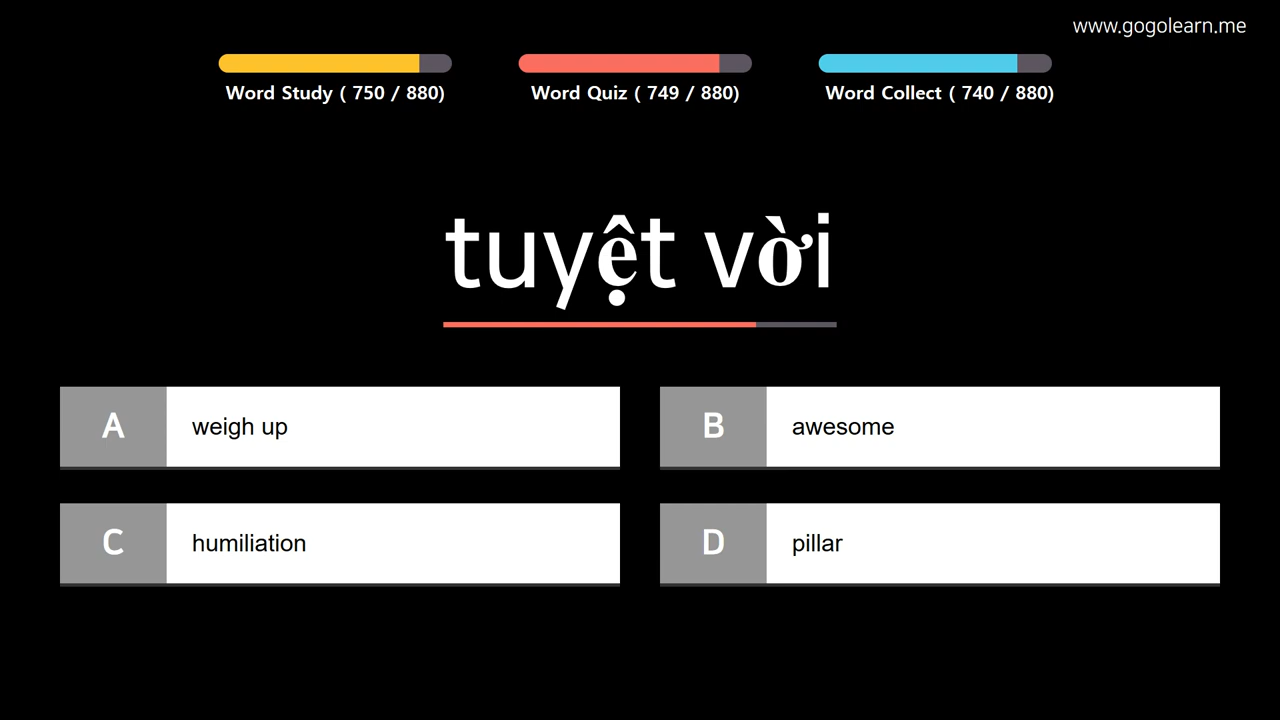 www.gogolearn.me
Word Study ( 750 / 880)
Word Quiz ( 749 / 880)
Word Collect ( 740 / 880)
tuyệt vời
A weigh up
B awesome
C humiliation
D pillar